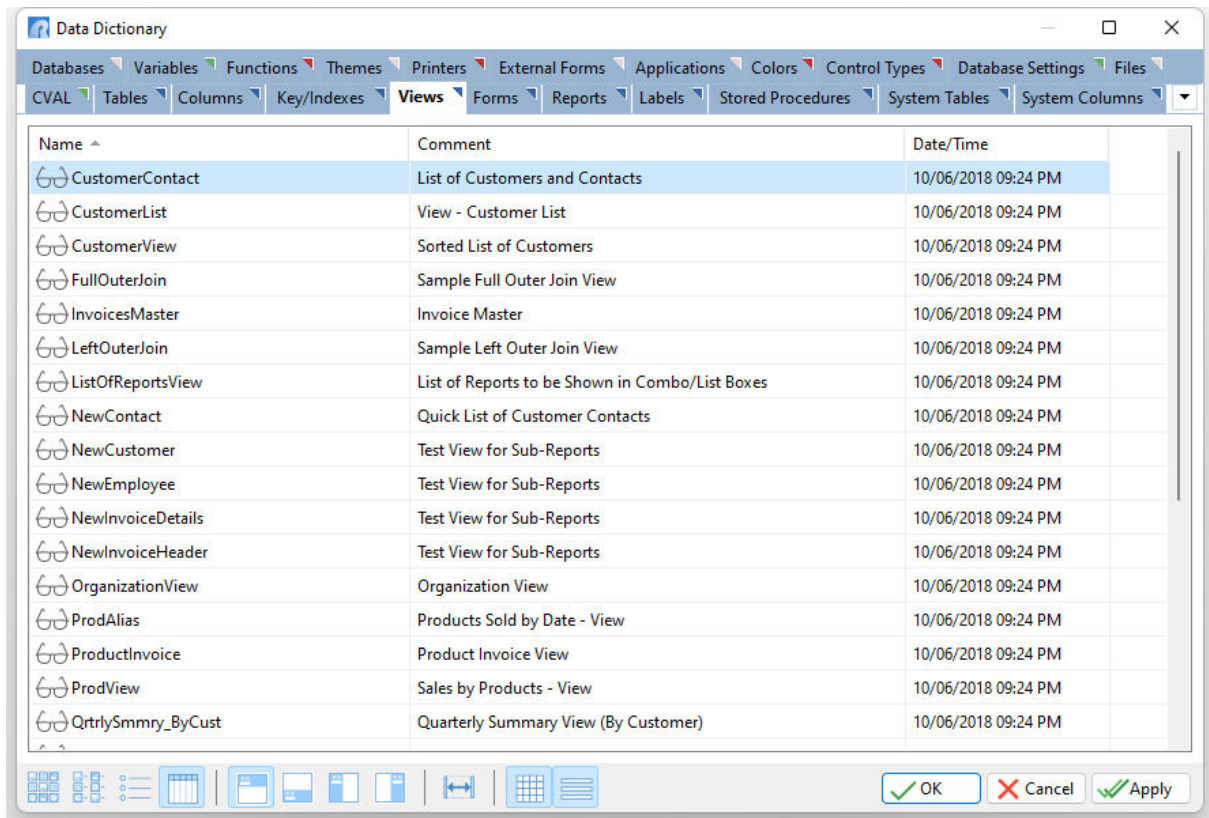 Data Dictionary
Databases Variables Functions Themes Printers External Forms Applications Colors Control Types Database Settings Files
CVAL Tables Columns Key/Indexes Views Forms Reports Labels Stored Procedures System Tables System Columns
Name Comment Date/Time
CustomerContact List of Customers and Contacts 10/06/2018 09:24 PM
CustomerList View - Customer List 10/06/2018 09:24 PM
CustomerView Sorted List of Customers 10/06/2018 09:24 PM
FullOuterJoin Sample Full Outer Join View 10/06/2018 09:24 PM
InvoicesMaster Invoice Master 10/06/2018 09:24 PM
LeftOuterJoin Sample Left Outer Join View 10/06/2018 09:24 PM
ListOfReportsView List of Reports to be Shown in Combo/List Boxes 10/06/2018 09:24 PM
NewContact Quick List of Customer Contacts 10/06/2018 09:24 PM
NewCustomer Test View for Sub-Reports 10/06/2018 09:24 PM
NewEmployee Test View for Sub-Reports 10/06/2018 09:24 PM
NewInvoiceDetails Test View for Sub-Reports 10/06/2018 09:24 PM
NewInvoiceHeader Test View for Sub-Reports 10/06/2018 09:24 PM
OrganizationView Organization View 10/06/2018 09:24 PM
ProdAlias Products Sold by Date - View 10/06/2018 09:24 PM
ProductInvoice Product Invoice View 10/06/2018 09:24 PM
ProdView Sales by Products - View 10/06/2018 09:24 PM
QrtrlySmmry_ByCust Quarterly Summary View (By Customer) 10/06/2018 09:24 PM
OK Cancel Apply